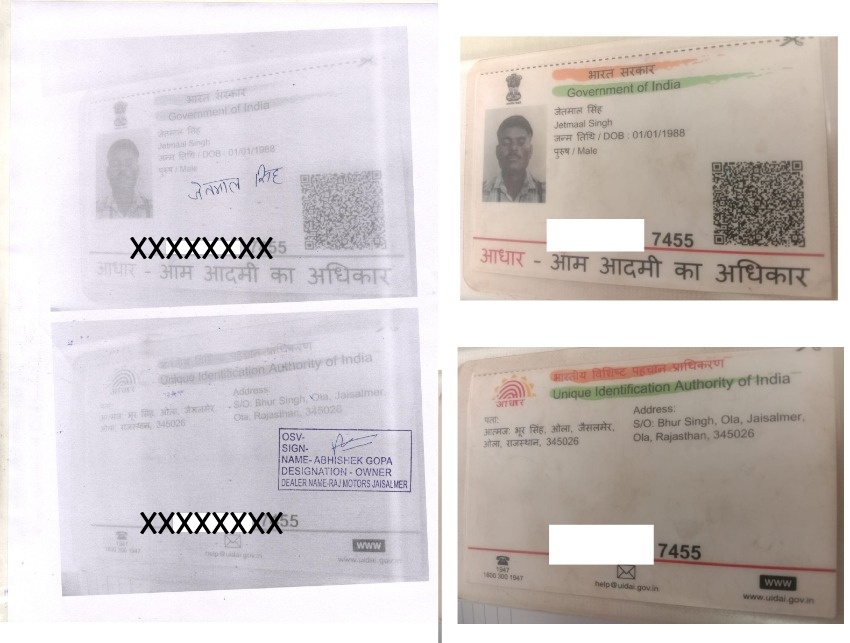 भारत सरकार
Government of India
जेतमाल सिंह
Jetmaal Singh
जन्म तिथि / DOB : 01/01/1988
पुरुष / Male
जेतमाल सिंह
XXXXXXXX55
आधार - आम आदमी का अधिकार
भारतीय विशिष्ट पहचान-प्राधिकरण
Unique Identification Authority of India
पता:
आत्मज: भूर सिंह, ओला, जैसलमेर,
ओला, राजस्थान, 345026
Address:
S/O: Bhur Singh, Ola, Jaisalmer,
Ola, Rajasthan, 345026
OSV-
SIGN-
NAME- ABHISHEK GOPA
DESIGNATION - OWNER
DEALER NAME-RAJ MOTORS JAISALMER
XXXXXXXX55
1947
1800 300 1947
help@uidai.gov.in
www
www.uidai.gov.in
भारत सरकार
Government of India
जेतमाल सिंह
Jetmaal Singh
जन्म तिथि / DOB : 01/01/1988
पुरुष / Male
7455
आधार - आम आदमी का अधिकार
भारतीय विशिष्ट पहचान-प्राधिकरण
Unique Identification Authority of India
आधार
पता:
आत्मज: भूर सिंह, ओला, जैसलमेर,
ओला, राजस्थान, 345026
Address:
S/O: Bhur Singh, Ola, Jaisalmer,
Ola, Rajasthan, 345026
7455
1947
1800 300 1947
help@uidai.gov.in
www
www.uidai.gov.in